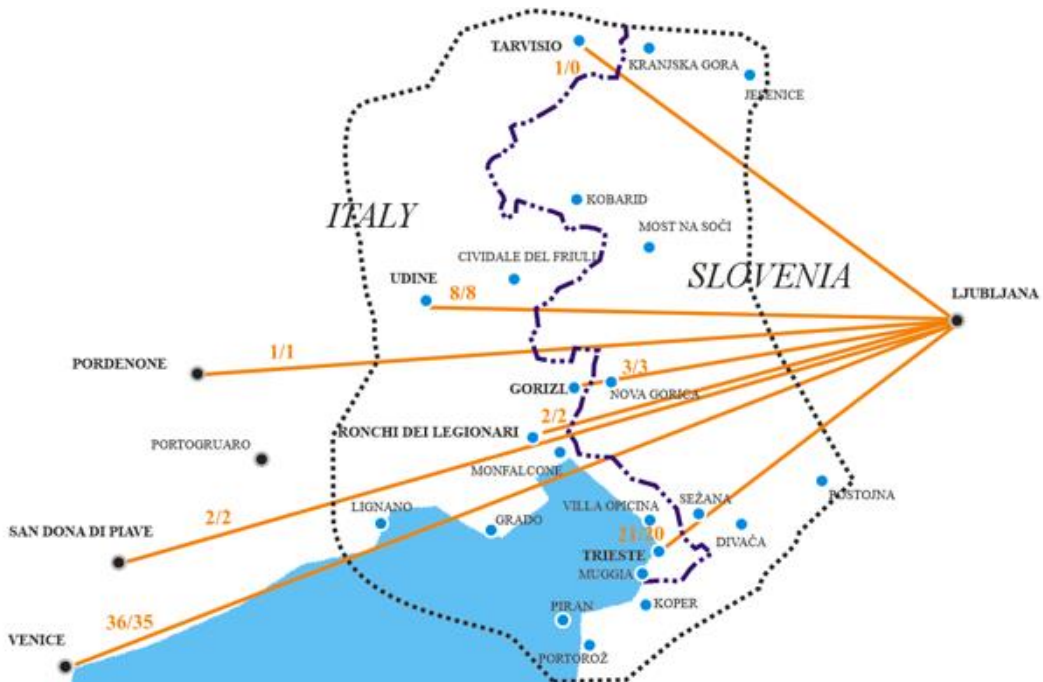 TARVISIO
1/0
KRANJSKA GORA
JESENICE
KOBARID
ITALY
MOST NA SOČI
CIVIDALE DEL FRIULI
SLOVENIA
UDINE
8/8
LJUBLJANA
PORDENONE
1/1
3/3
GORIZI
NOVA GORICA
2/2
RONCHI DEI LEGIONARI
PORTOGRUARO
MONFALCONE
POSTOJNA
LIGNANO
VILLA OPICINA
SEŽANA
2/2
GRADO
SAN DONA DI PIAVE
21/20
DIVAČA
TRIESTE
MUGGIA
PIRAN
KOPER
36/35
VENICE
PORTOROŽ